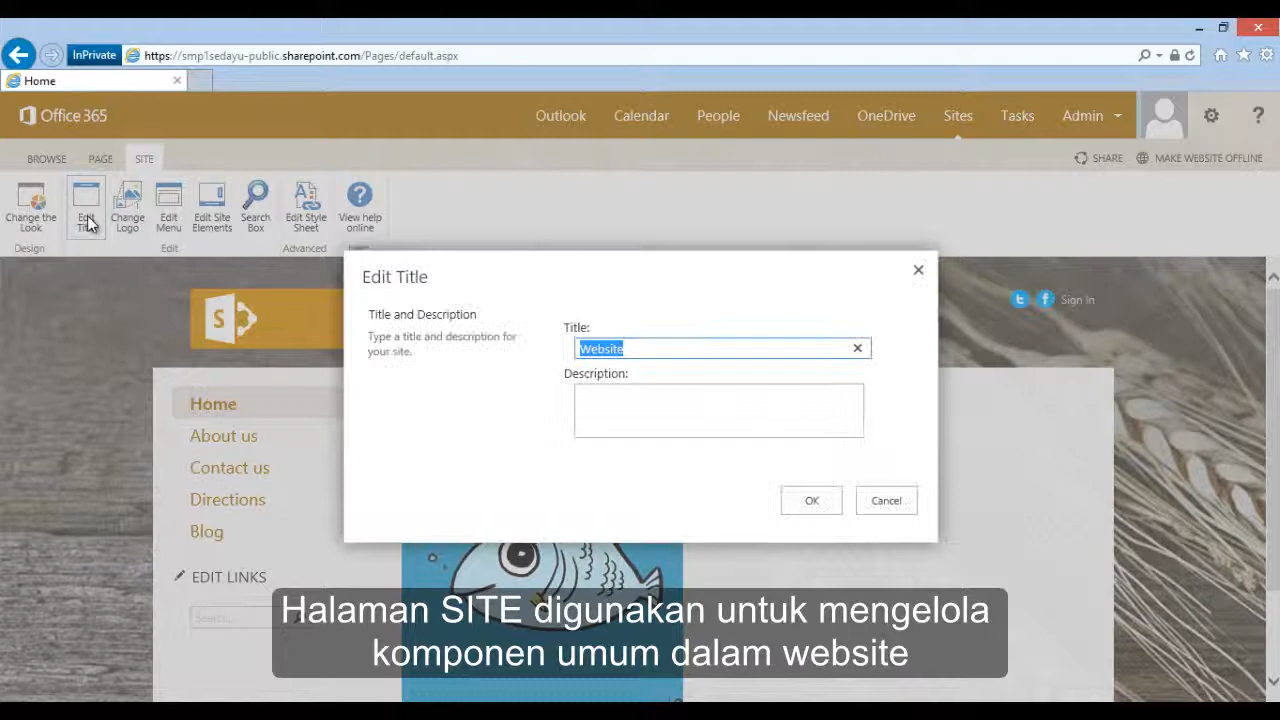 InPrivate https://smp1sedayu-public.sharepoint.com/Pages/default.aspx
Home
Office 365 Outlook Calendar People Newsfeed OneDrive Sites Tasks Admin ?
BROWSE PAGE SITE SHARE MAKE WEBSITE OFFLINE
Change the Look
Edit Title
Change Logo
Edit Menu
Edit Site Elements
Search Box
Edit Style Sheet
View help online
Design Edit Advanced
Edit Title
Title and Description
Type a title and description for
your site.
Title:
Website
Description:
OK Cancel
Sign In
Home
About us
Contact us
Directions
Blog
EDIT LINKS
Search...
Halaman SITE digunakan untuk mengelola
komponen umum dalam website